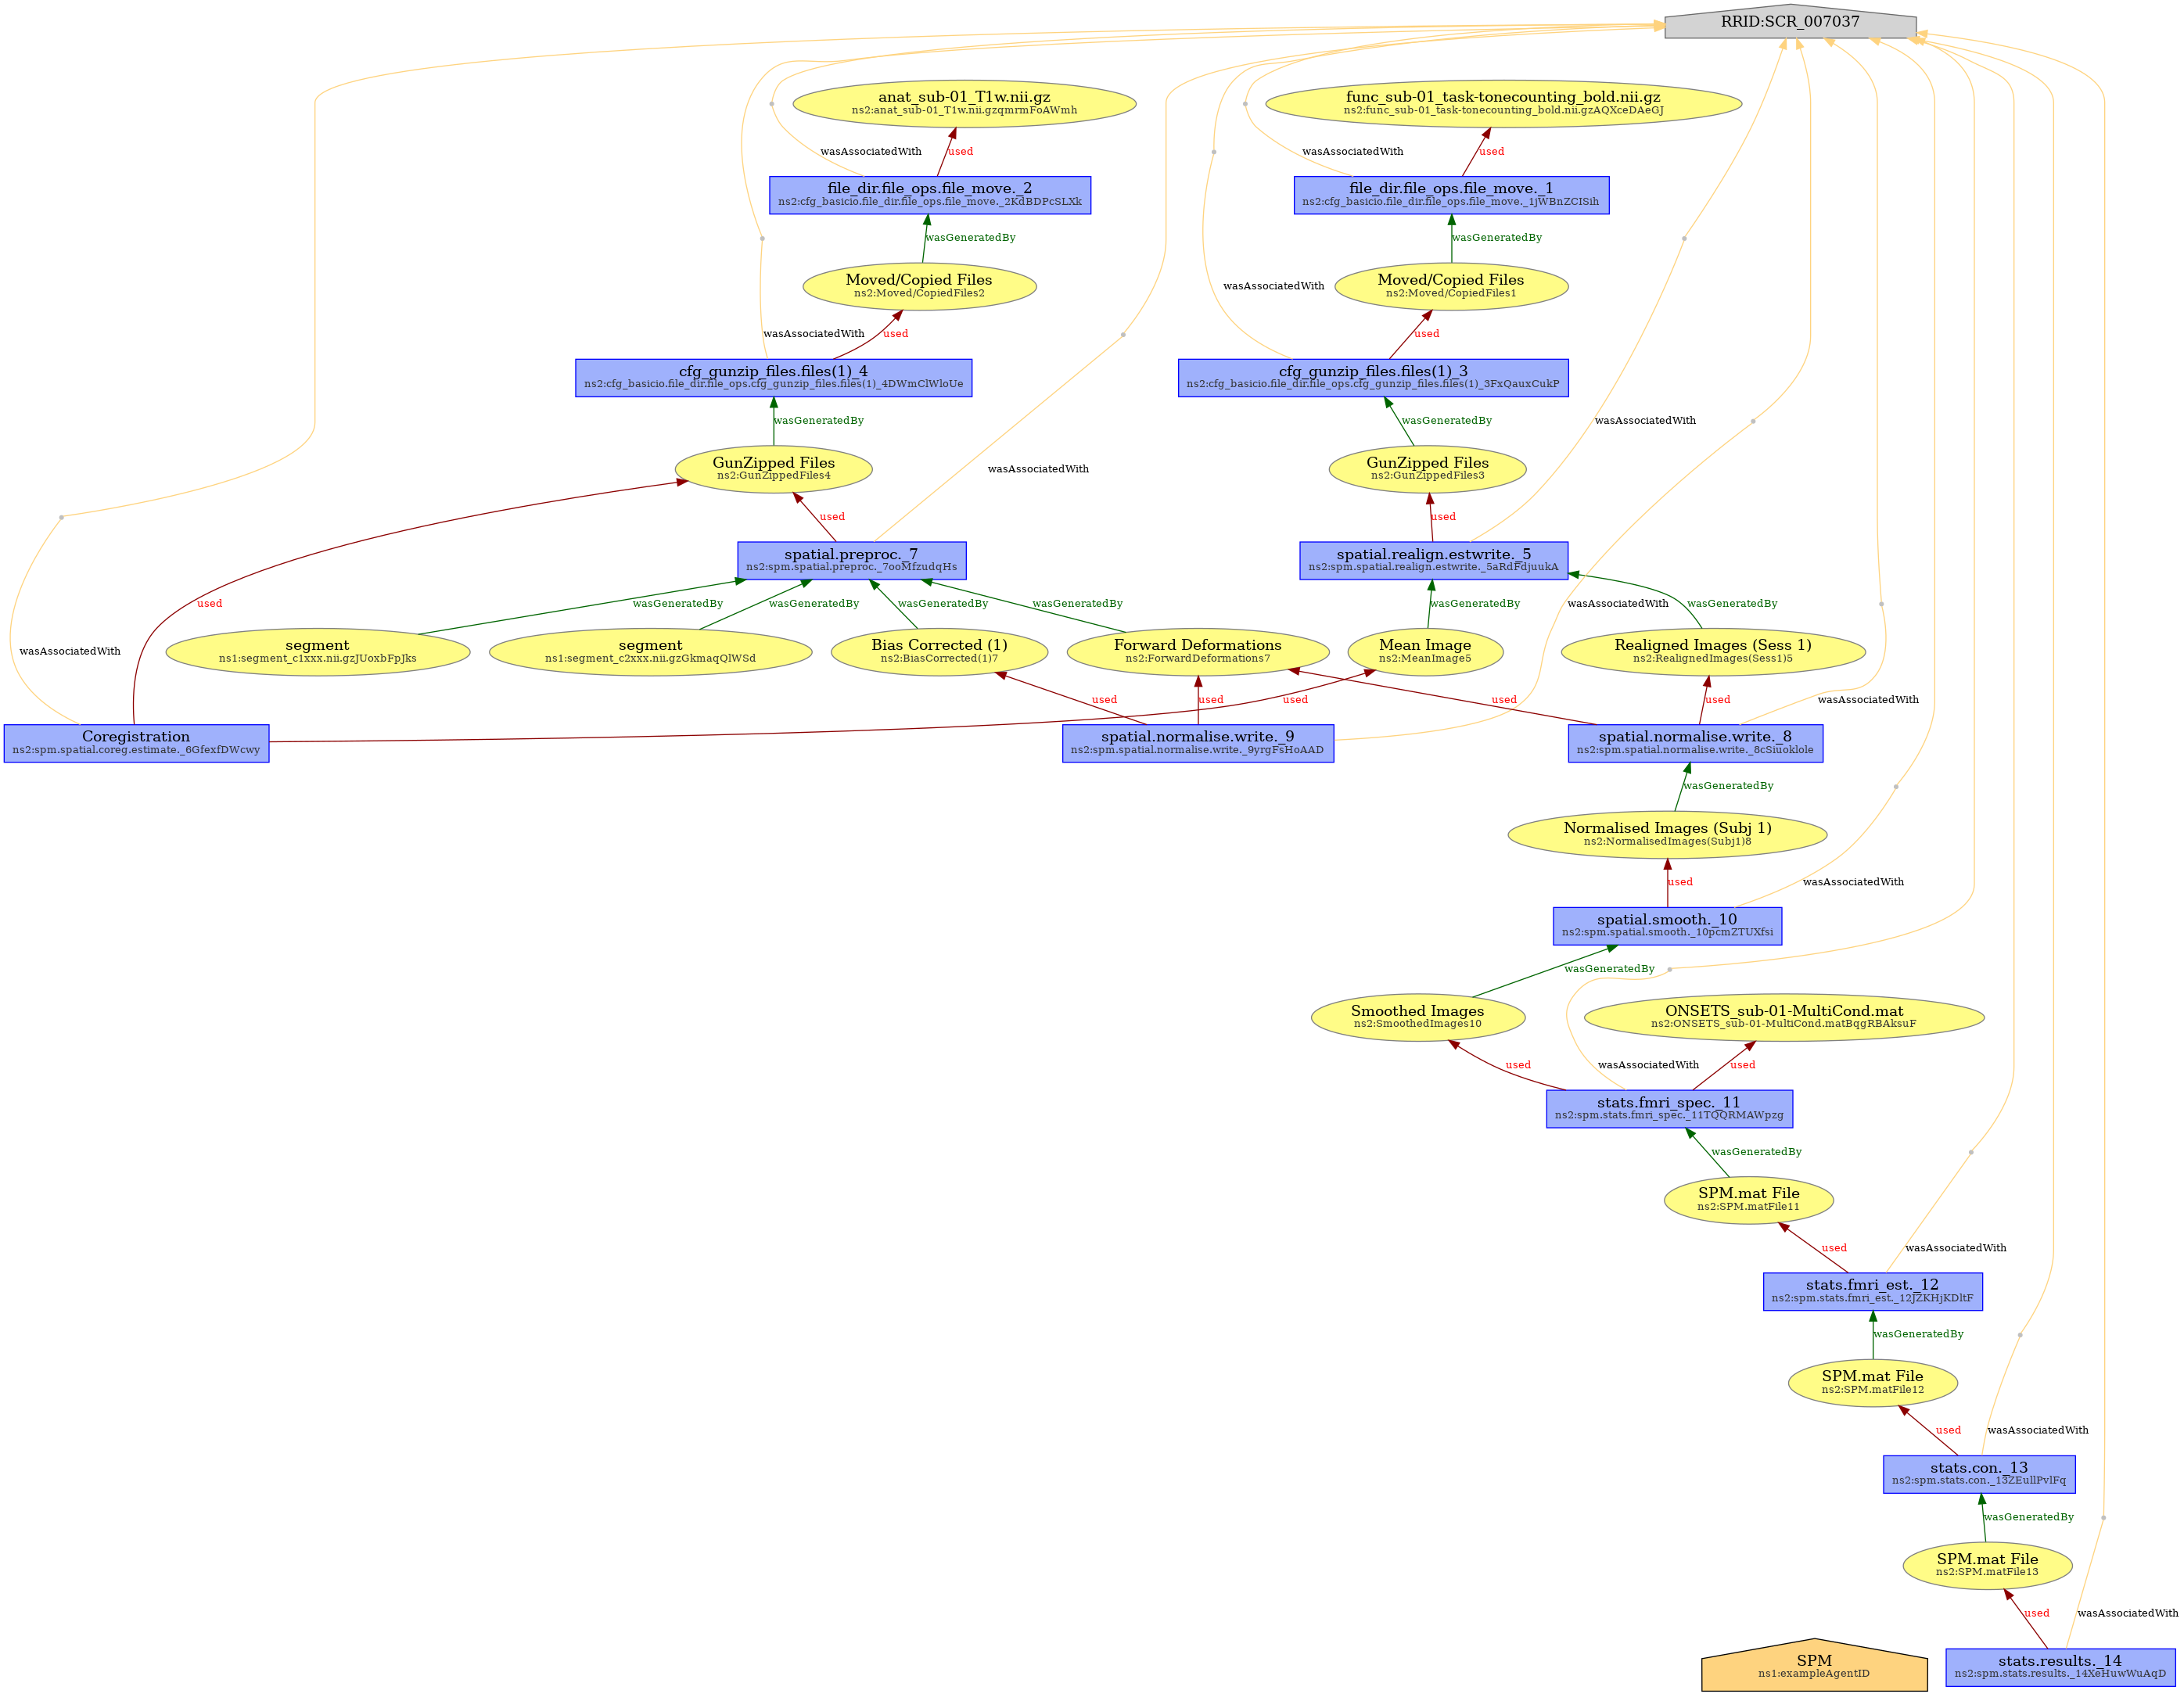 RRID:SCR_007037
anat_sub-01_T1w.nii.gz
ns2:anat_sub-01_T1w.nii.gzqmrmFoAWmh
func_sub-01_task-tonecounting_bold.nii.gz
ns2:func_sub-01_task-tonecounting_bold.nii.gzAQXceDAeGJ
wasAssociatedWith
used
wasAssociatedWith
used
file_dir.file_ops.file_move._2
ns2:cfg_basicio.file_dir.file_ops.file_move._2KdBDPcSLXk
file_dir.file_ops.file_move._1
ns2:cfg_basicio.file_dir.file_ops.file_move._1jWBnZCISih
wasGeneratedBy
wasGeneratedBy
Moved/Copied Files
ns2:Moved/CopiedFiles2
wasAssociatedWith
Moved/Copied Files
ns2:Moved/CopiedFiles1
wasAssociatedWith
used
used
cfg_gunzip_files.files(1)_4
ns2:cfg_basicio.file_dir.file_ops.cfg_gunzip_files.files(1)_4DWmClWloUe
cfg_gunzip_files.files(1)_3
ns2:cfg_basicio.file_dir.file_ops.cfg_gunzip_files.files(1)_3FxQauxCukP
wasGeneratedBy
wasGeneratedBy
wasAssociatedWith
GunZipped Files
ns2:GunZippedFiles4
wasAssociatedWith
GunZipped Files
ns2:GunZippedFiles3
used
used
spatial.preproc._7
ns2:spm.spatial.preproc._7ooMfzudqHs
spatial.realign.estwrite._5
ns2:spm.spatial.realign.estwrite._5aRdFdjuukA
used
wasGeneratedBy
wasGeneratedBy
wasGeneratedBy
wasGeneratedBy
wasGeneratedBy
wasAssociatedWith
wasGeneratedBy
wasAssociatedWith
segment
ns1:segment_c1xxx.nii.gzJUoxbFpJks
segment
ns1:segment_c2xxx.nii.gzGkmaqQlWSd
Bias Corrected (1)
ns2:BiasCorrected(1)7
Forward Deformations
ns2:ForwardDeformations7
Mean Image
ns2:MeanImage5
Realigned Images (Sess 1)
ns2:RealignedImages(Sess1)5
used
used
used
used
used
wasAssociatedWith
Coregistration
ns2:spm.spatial.coreg.estimate._6GfexfDWcwy
spatial.normalise.write._9
ns2:spm.spatial.normalise.write._9yrgFsHoAAD
spatial.normalise.write._8
ns2:spm.spatial.normalise.write._8cSiuoklole
wasGeneratedBy
Normalised Images (Subj 1)
ns2:NormalisedImages(Subj1)8
used
wasAssociatedWith
spatial.smooth._10
ns2:spm.spatial.smooth._10pcmZTUXfsi
wasGeneratedBy
Smoothed Images
ns2:SmoothedImages10
ONSETS_sub-01-MultiCond.mat
ns2:ONSETS_sub-01-MultiCond.matBqgRBAksuF
used
wasAssociatedWith
used
stats.fmri_spec._11
ns2:spm.stats.fmri_spec._11TQQRMAWpzg
wasGeneratedBy
SPM.mat File
ns2:SPM.matFile11
used
wasAssociatedWith
stats.fmri_est._12
ns2:spm.stats.fmri_est._12JZKHjKDltF
wasGeneratedBy
SPM.mat File
ns2:SPM.matFile12
used
wasAssociatedWith
stats.con._13
ns2:spm.stats.con._13ZEullPvlFq
wasGeneratedBy
SPM.mat File
ns2:SPM.matFile13
used
wasAssociatedWith
SPM
ns1:exampleAgentID
stats.results._14
ns2:spm.stats.results._14XeHuwWuAqD